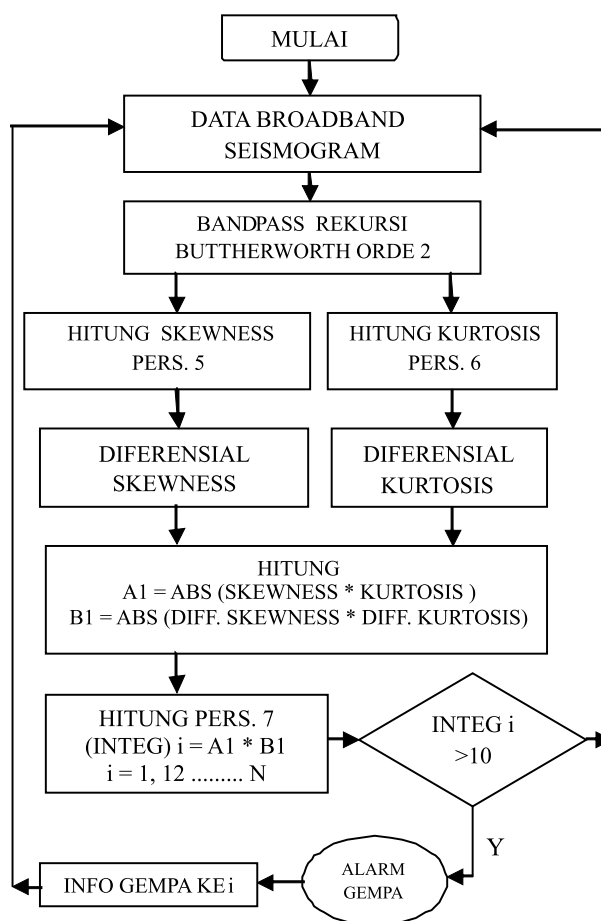 MULAI
DATA BROADBAND
SEISMOGRAM
BANDPASS REKURSI
BUTTHERWORTH ORDE 2
HITUNG SKEWNESS
PERS. 5
HITUNG KURTOSIS
PERS. 6
DIFERENSIAL
SKEWNESS
DIFERENSIAL
KURTOSIS
HITUNG
A1 = ABS (SKEWNESS * KURTOSIS )
B1 = ABS (DIFF. SKEWNESS * DIFF. KURTOSIS)
HITUNG PERS. 7
(INTEG) i = A1 * B1
i = 1, 12 ......... N
INTEG i
>10
Y
ALARM
GEMPA
INFO GEMPA KE i